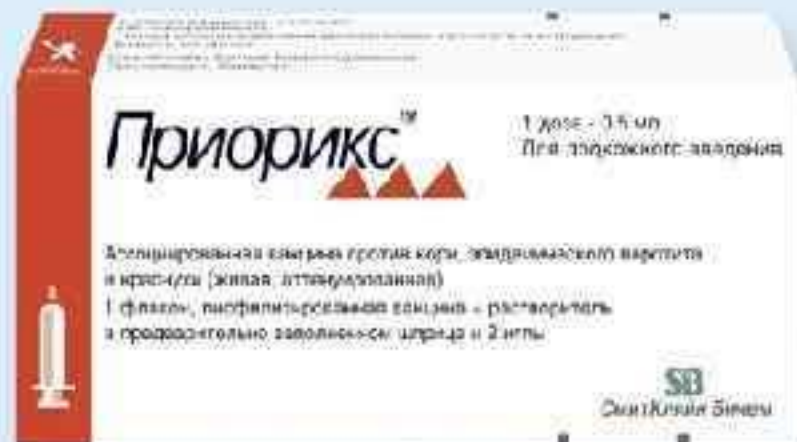 Приорикс™
1 доза - 0,5 мл
Для подкожного введения
Ассоциированная вакцина против кори, эпидемического паротита
и краснухи (живая, аттенуированная)
1 флакон, лиофилизированная вакцина + растворитель
в предварительно заполненном шприце и 2 иглы
SB
СмитКляйн Бичем